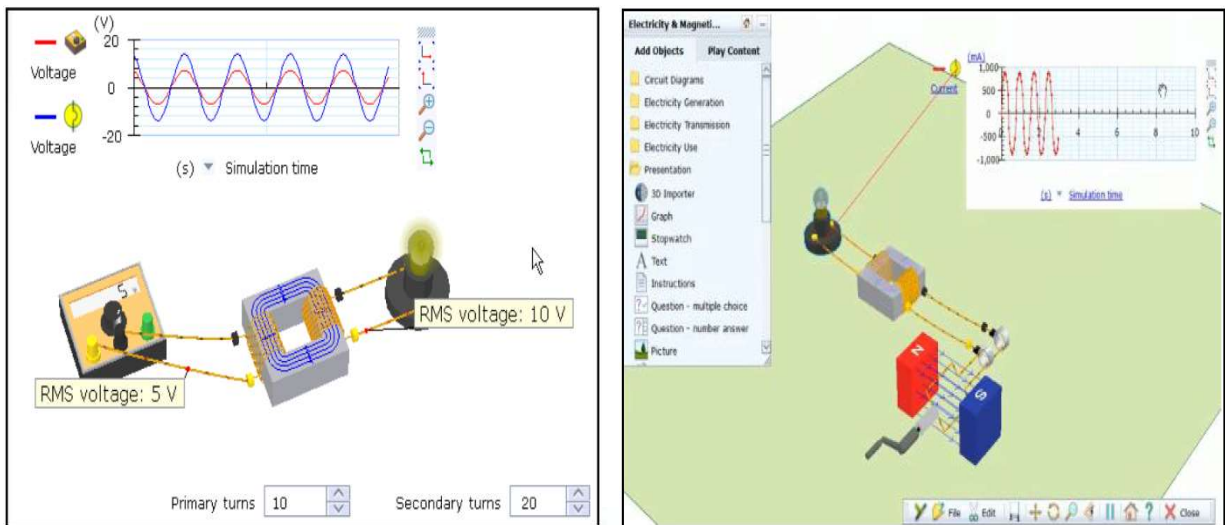 (V)
20
0
-20
Voltage
Voltage
(s) Simulation time
5
RMS voltage: 10 V
RMS voltage: 5 V
Primary turns 10
Secondary turns 20
Electricity & Magneti...
Add Objects Play Content
Circuit Diagrams
Electricity Generation
Electricity Transmission
Electricity Use
Presentation
3D Importer
Graph
Stopwatch
Text
Instructions
Question - multiple choice
Question - number answer
Picture
(mA)
Current
1,000
500
0
-500
-1,000
2 4 6 8 10
(s) Simulation time
N
S
File Edit Close